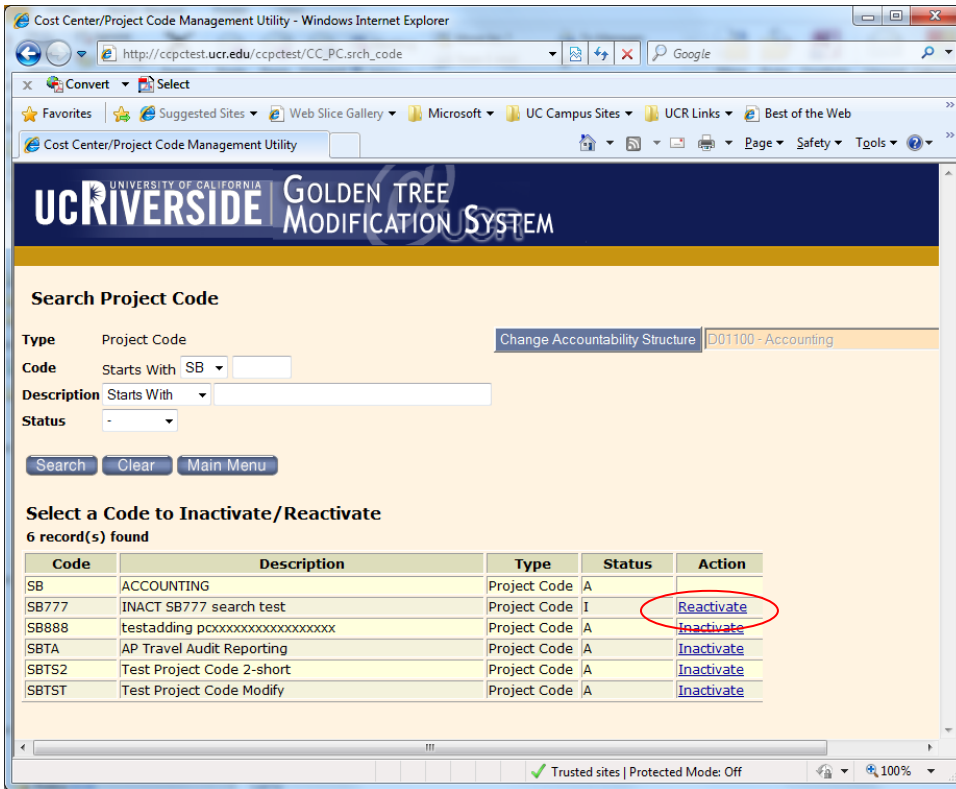 Cost Center/Project Code Management Utility - Windows Internet Explorer
http://ccpctest.ucr.edu/ccpctest/CC_PC.srch_code
Google
x Convert Select
Favorites Suggested Sites Web Slice Gallery Microsoft UC Campus Sites UCR Links Best of the Web
Cost Center/Project Code Management Utility Page Safety Tools
UNIVERSITY OF CALIFORNIA
UCRIVERSIDE
GOLDEN TREE
MODIFICATION SYSTEM
@UCR
Search Project Code
Type Project Code Change Accountability Structure D01100 - Accounting
Code Starts With SB
Description Starts With
Status -
Search Clear Main Menu
Select a Code to Inactivate/Reactivate
6 record(s) found
Code Description Type Status Action
SB ACCOUNTING Project Code A
SB777 INACT SB777 search test Project Code I Reactivate
SB888 testadding pcxxxxxxxxxxxxxxxxx Project Code A Inactivate
SBTA AP Travel Audit Reporting Project Code A Inactivate
SBTS2 Test Project Code 2-short Project Code A Inactivate
SBTST Test Project Code Modify Project Code A Inactivate
Trusted sites | Protected Mode: Off 100%